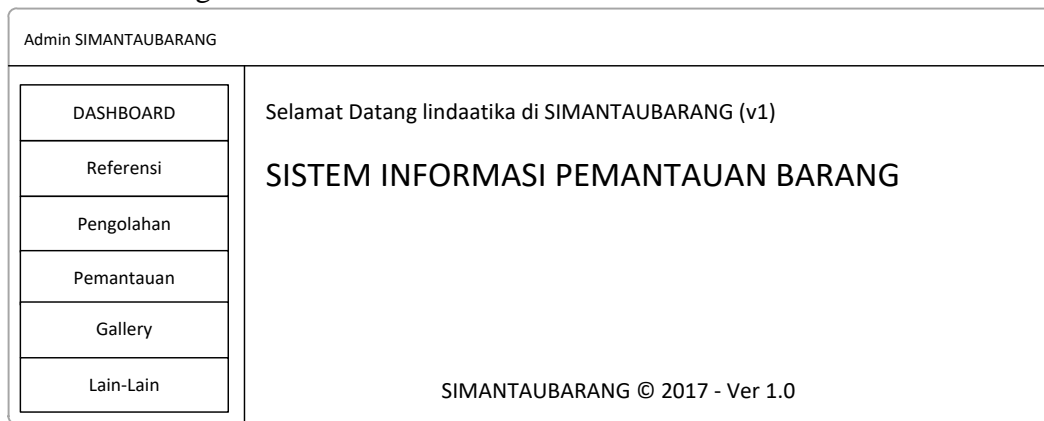 Admin SIMANTAUBARANG
DASHBOARD
Referensi
Pengolahan
Pemantauan
Gallery
Lain-Lain
Selamat Datang lindaatika di SIMANTAUBARANG (v1)
SISTEM INFORMASI PEMANTAUAN BARANG
SIMANTAUBARANG © 2017 - Ver 1.0